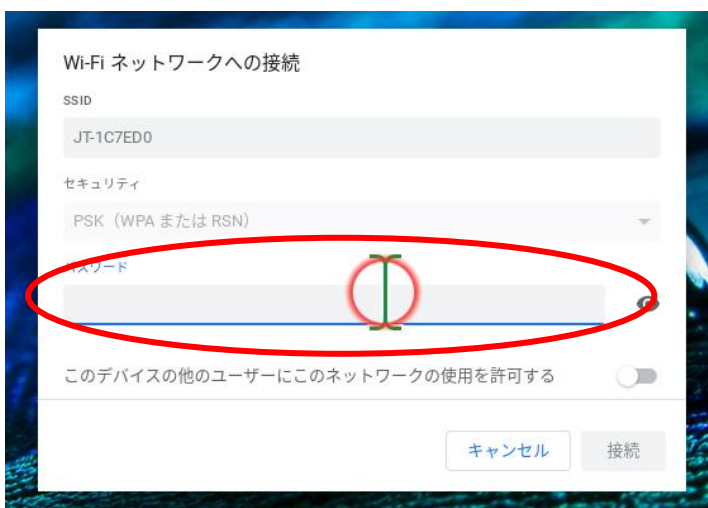 Wi-Fi ネットワークへの接続
SSID
JT-1C7ED0
セキュリティ
PSK（WPA または RSN）
パスワード
このデバイスの他のユーザーにこのネットワークの使用を許可する
キャンセル 接続